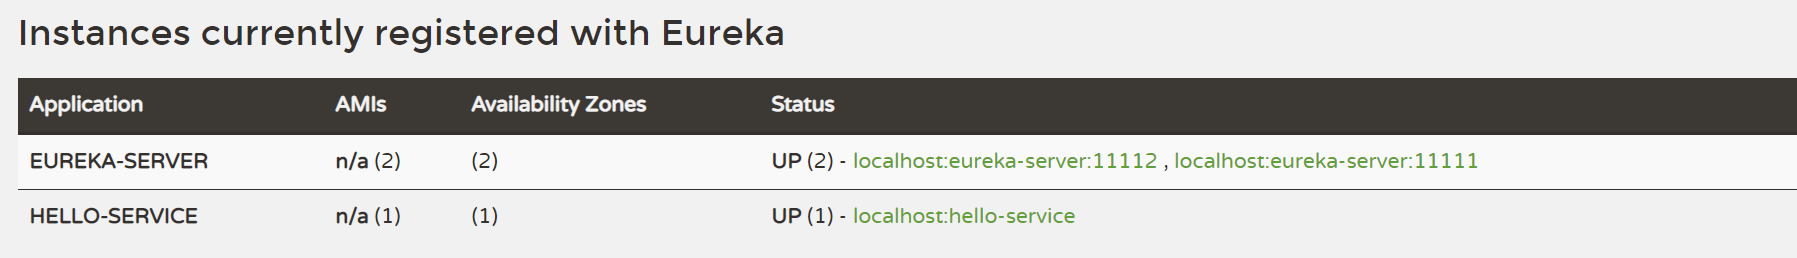 Instances currently registered with Eureka
Application AMIs Availability Zones Status
EUREKA-SERVER n/a (2) (2) UP (2) - localhost:eureka-server:11112 , localhost:eureka-server:11111
HELLO-SERVICE n/a (1) (1) UP (1) - localhost:hello-service